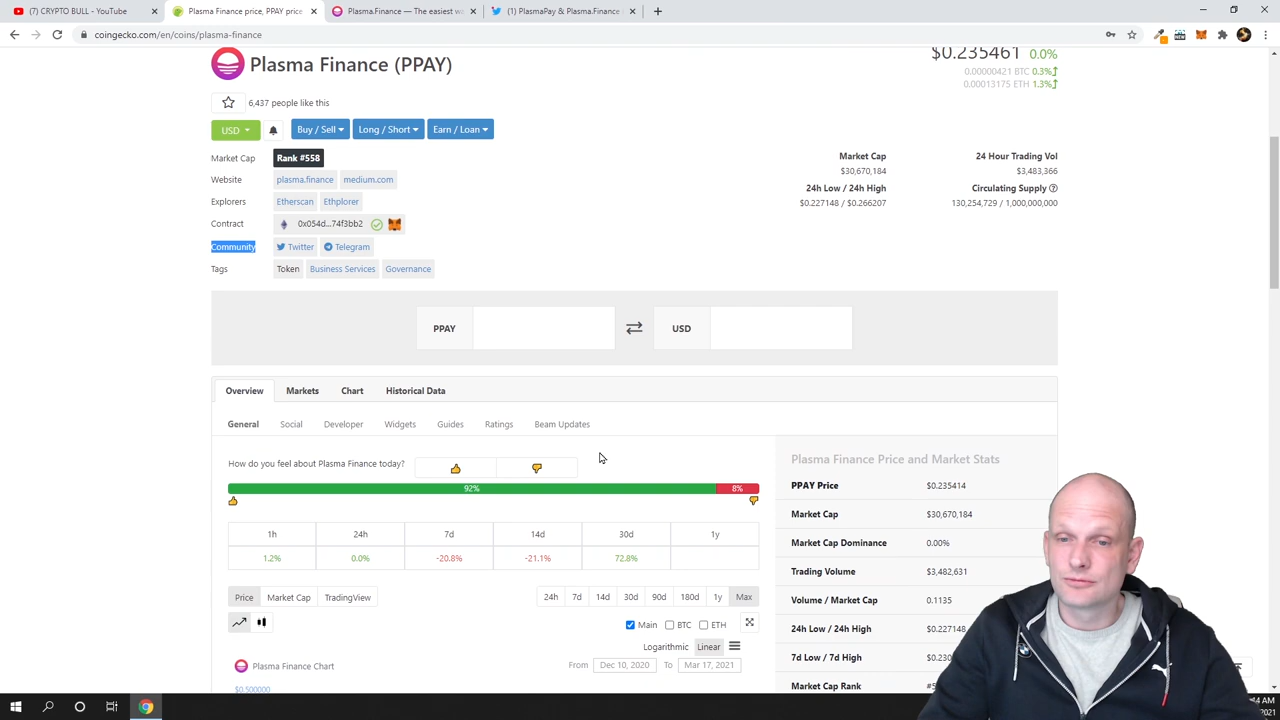 (7) CRYPTO BULL - YouTube
Plasma Finance price, PPAY price
Plasma.Finance — The easiest wa
(1) PlasmaPay & Plasma.Finance
coingecko.com/en/coins/plasma-finance
Plasma Finance (PPAY)
$0.235461 0.0%
0.00000421 BTC 0.3%
0.00013175 ETH 1.3%
6,437 people like this
USD Buy / Sell Long / Short Earn / Loan
Market Cap Rank #558
Market Cap 24 Hour Trading Vol
$30,670,184 $3,483,366
Website plasma.finance medium.com
24h Low / 24h High Circulating Supply
$0.227148 / $0.266207 130,254,729 / 1,000,000,000
Explorers Etherscan Ethplorer
Contract 0x054d...74f3bb2
Community Twitter Telegram
Tags Token Business Services Governance
PPAY USD
Overview Markets Chart Historical Data
General Social Developer Widgets Guides Ratings Beam Updates
How do you feel about Plasma Finance today?
92% 8%
1h 24h 7d 14d 30d 1y
1.2% 0.0% -20.8% -21.1% 72.8%
Price Market Cap TradingView 24h 7d 14d 30d 90d 180d 1y Max
Main BTC ETH
Logarithmic Linear
Plasma Finance Chart From Dec 10, 2020 To Mar 17, 2021
$0.500000
Plasma Finance Price and Market Stats
PPAY Price $0.235414
Market Cap $30,670,184
Market Cap Dominance 0.00%
Trading Volume $3,482,631
Volume / Market Cap 0.1135
24h Low / 24h High $0.227148
7d Low / 7d High $0.230
Market Cap Rank